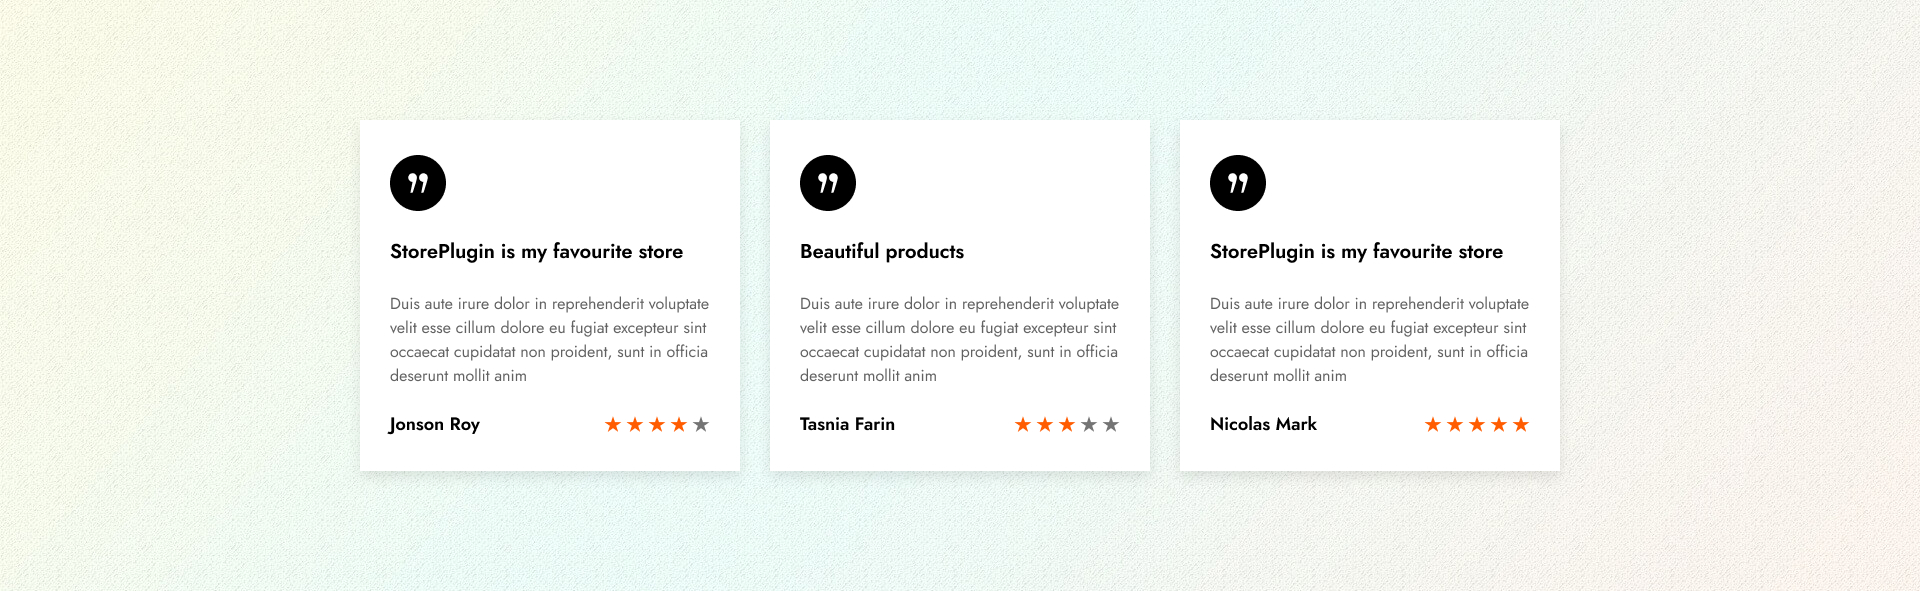 StorePlugin is my favourite store
Duis aute irure dolor in reprehenderit voluptate
velit esse cillum dolore eu fugiat excepteur sint
occaecat cupidatat non proident, sunt in officia
deserunt mollit anim
Jonson Roy
Beautiful products
Duis aute irure dolor in reprehenderit voluptate
velit esse cillum dolore eu fugiat excepteur sint
occaecat cupidatat non proident, sunt in officia
deserunt mollit anim
Tasnia Farin
StorePlugin is my favourite store
Duis aute irure dolor in reprehenderit voluptate
velit esse cillum dolore eu fugiat excepteur sint
occaecat cupidatat non proident, sunt in officia
deserunt mollit anim
Nicolas Mark